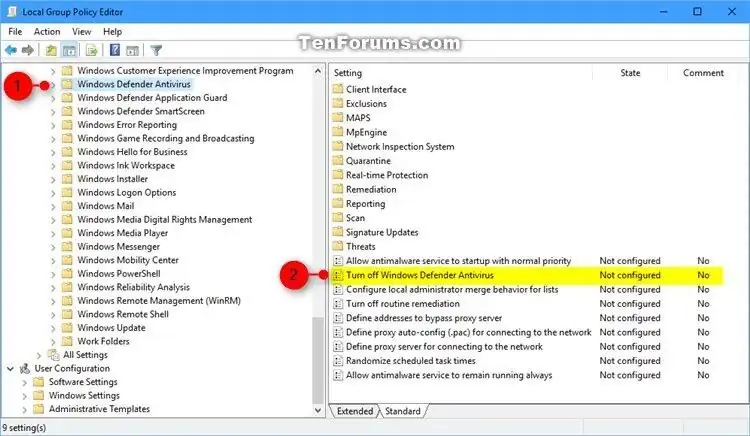 Local Group Policy Editor
File Action View Help
TenForums.com
Windows Customer Experience Improvement Program
1
Windows Defender Antivirus
Windows Defender Application Guard
Windows Defender SmartScreen
Windows Error Reporting
Windows Game Recording and Broadcasting
Windows Hello for Business
Windows Ink Workspace
Windows Installer
Windows Logon Options
Windows Mail
Windows Media Digital Rights Management
Windows Media Player
Windows Messenger
Windows Mobility Center
Windows PowerShell
Windows Reliability Analysis
Windows Remote Management (WinRM)
Windows Remote Shell
Windows Update
Work Folders
All Settings
User Configuration
Software Settings
Windows Settings
Administrative Templates
Setting State Comment
Client Interface
Exclusions
MAPS
MpEngine
Network Inspection System
Quarantine
Real-time Protection
Remediation
Reporting
Scan
Signature Updates
Threats
Allow antimalware service to startup with normal priority Not configured No
2
Turn off Windows Defender Antivirus Not configured No
Configure local administrator merge behavior for lists Not configured No
Turn off routine remediation Not configured No
Define addresses to bypass proxy server Not configured No
Define proxy auto-config (.pac) for connecting to the network Not configured No
Define proxy server for connecting to the network Not configured No
Randomize scheduled task times Not configured No
Allow antimalware service to remain running always Not configured No
Extended Standard
9 setting(s)